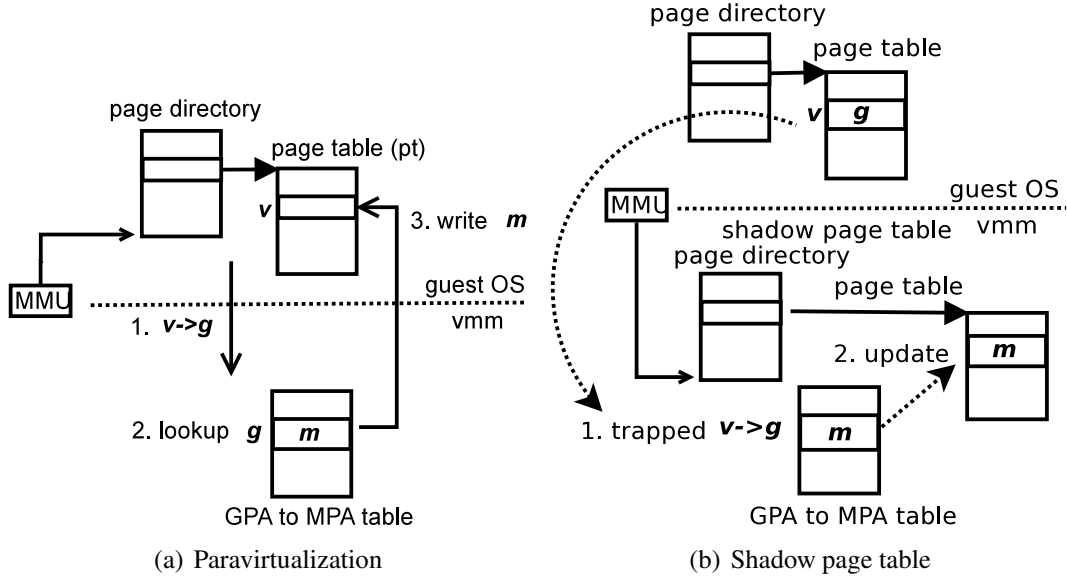 page directory
page table (pt)
v
3. write m
MMU
guest OS
vmm
1. v->g
2. lookup g m
GPA to MPA table
(a) Paravirtualization
page directory
page table
v g
MMU
guest OS
vmm
shadow page table
page directory
page table
m
2. update
1. trapped v->g
m
GPA to MPA table
(b) Shadow page table